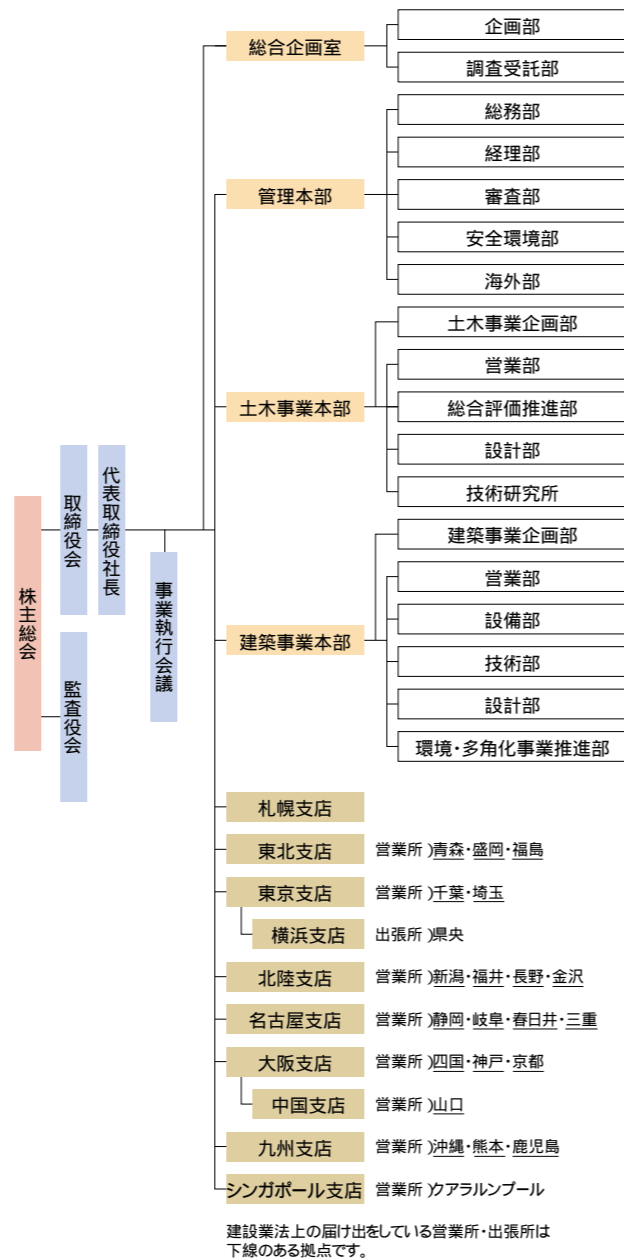 株主総会
取締役会
監査役会
代表取締役社長
事業執行会議
総合企画室
企画部
調査受託部
管理本部
総務部
経理部
審査部
安全環境部
海外部
土木事業本部
土木事業企画部
営業部
総合評価推進部
設計部
技術研究所
建築事業本部
建築事業企画部
営業部
設備部
技術部
設計部
環境・多角化事業推進部
札幌支店
東北支店 営業所）青森・盛岡・福島
東京支店 営業所）千葉・埼玉
横浜支店 出張所）県央
北陸支店 営業所）新潟・福井・長野・金沢
名古屋支店 営業所）静岡・岐阜・春日井・三重
大阪支店 営業所）四国・神戸・京都
中国支店 営業所）山口
九州支店 営業所）沖縄・熊本・鹿児島
シンガポール支店 営業所）クアラルンプール
建設業法上の届け出をしている営業所・出張所は
下線のある拠点です。